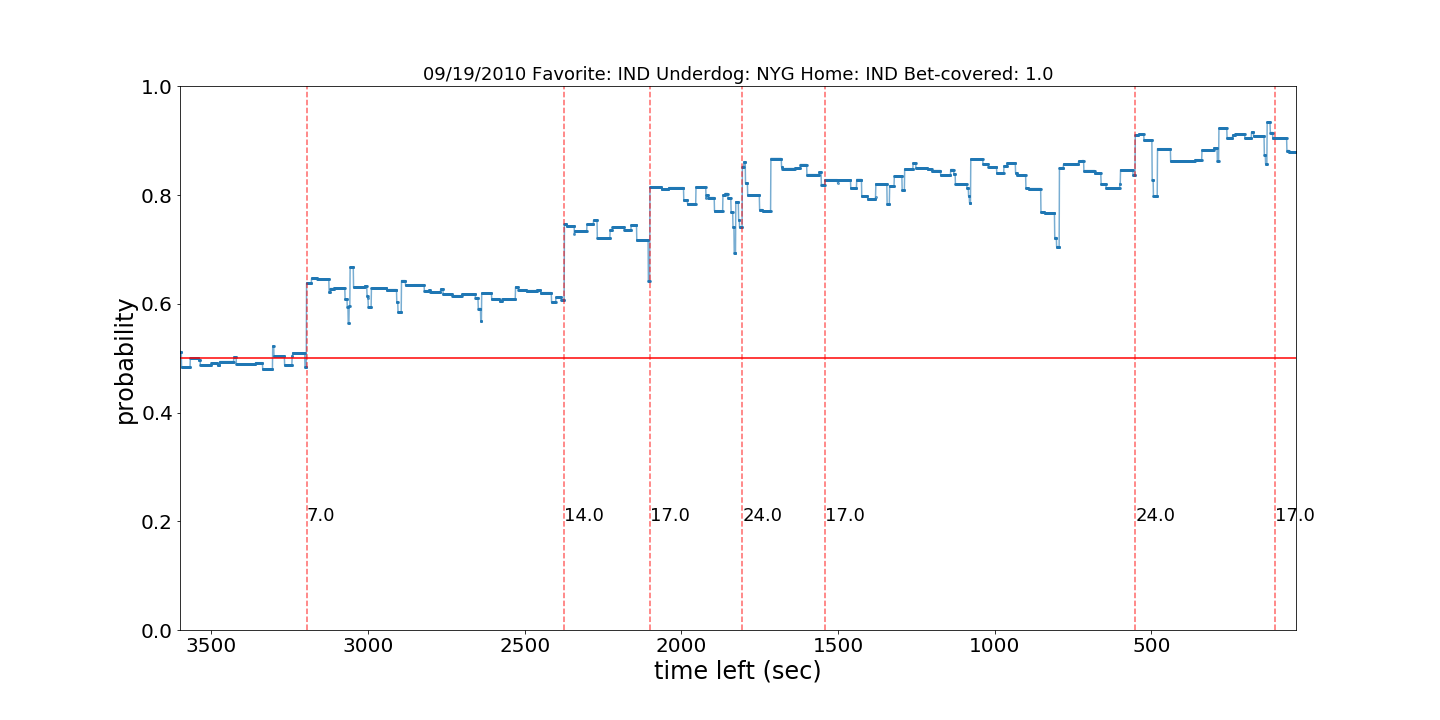 09/19/2010 Favorite: IND Underdog: NYG Home: IND Bet-covered: 1.0
probability
1.0
0.8
0.6
0.4
0.2
0.0
7.0 14.0 17.0 24.0 17.0 24.0 17.0
3500 3000 2500 2000 1500 1000 500
time left (sec)